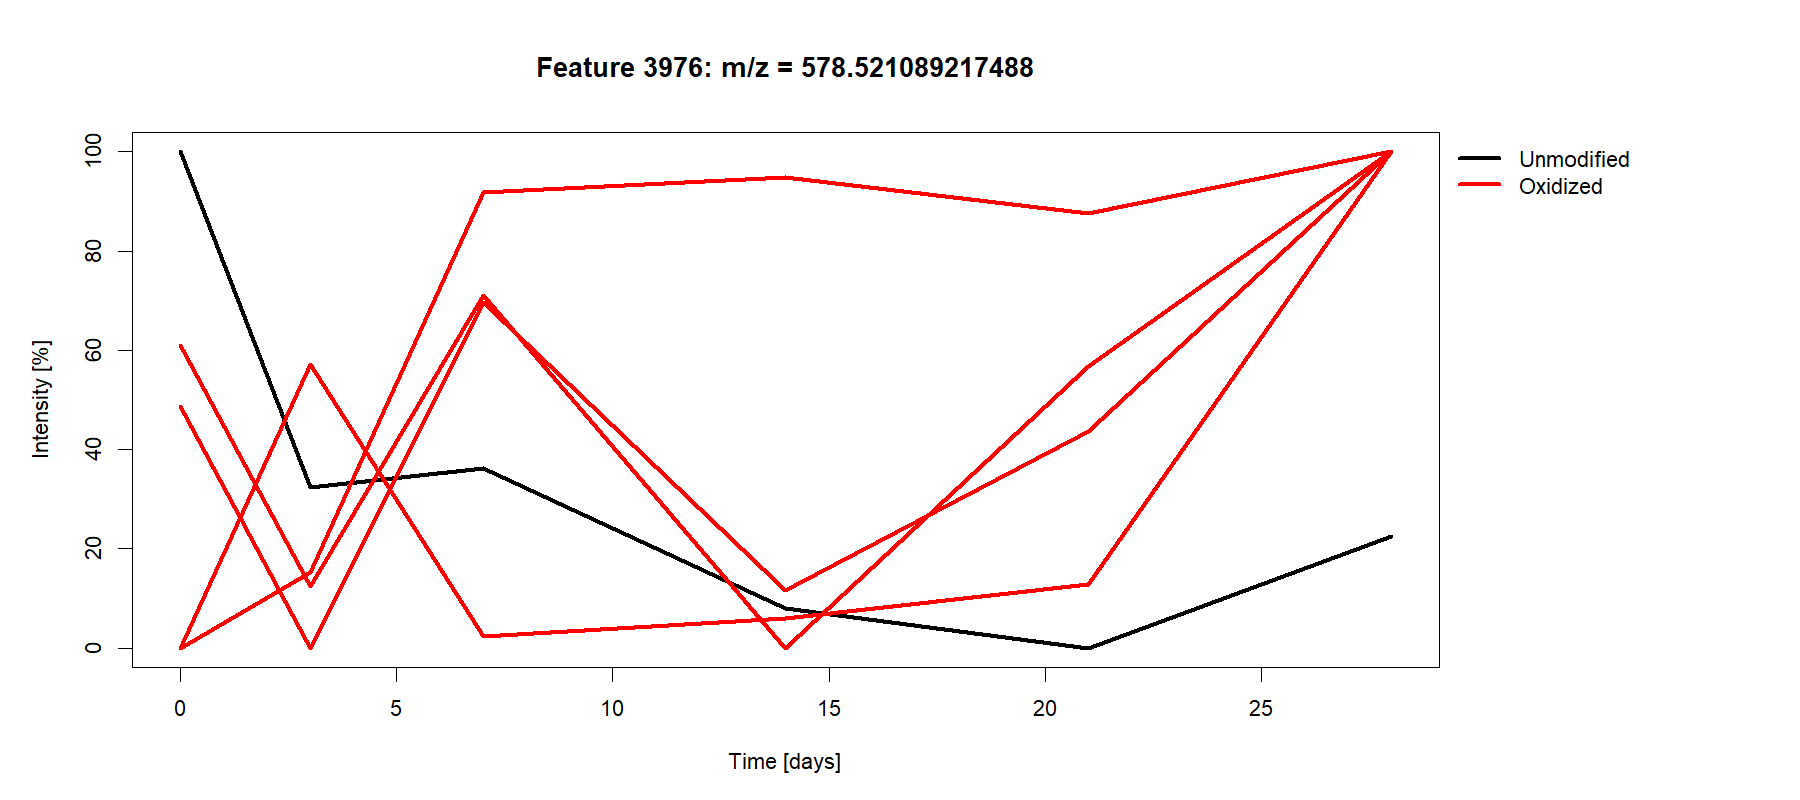 Feature 3976: m/z = 578.521089217488
Unmodified
Oxidized
Intensity [%]
100
80
60
40
20
0
0 5 10 15 20 25
Time [days]